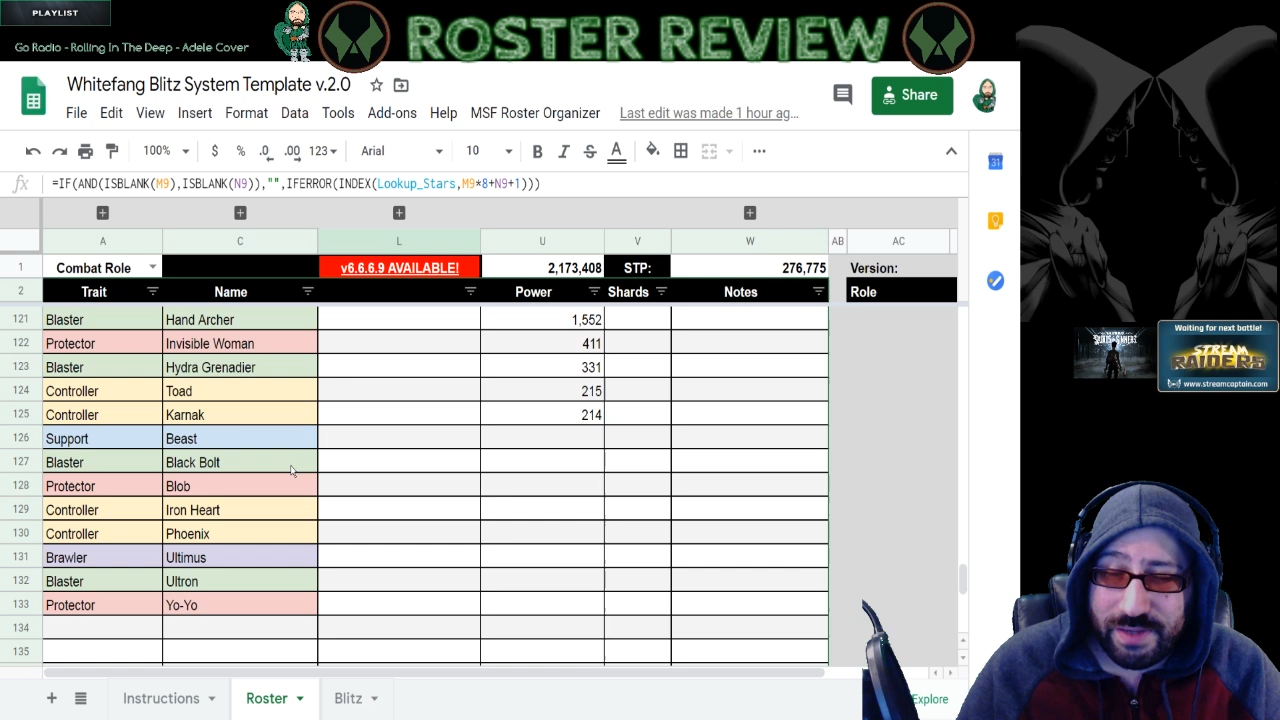 PLAYLIST
Go Radio - Rolling In The Deep - Adele Cover
ROSTER REVIEW
Whitefang Blitz System Template v.2.0
File Edit View Insert Format Data Tools Add-ons Help MSF Roster Organizer Last edit was made 1 hour ag...
Share
100% $ % .0 .00 123 Arial 10 B I S A
fx =IF(AND(ISBLANK(M9),ISBLANK(N9)),"",IFERROR(INDEX(Lookup_Stars,M9*8+N9+1)))
A C L U V W AB AC
1 Combat Role v6.6.6.9 AVAILABLE! 2,173,408 STP: 276,775 Version:
2 Trait Name Power Shards Notes Role
121 Blaster Hand Archer 1,552
122 Protector Invisible Woman 411
123 Blaster Hydra Grenadier 331
124 Controller Toad 215
125 Controller Karnak 214
126 Support Beast
127 Blaster Black Bolt
128 Protector Blob
129 Controller Iron Heart
130 Controller Phoenix
131 Brawler Ultimus
132 Blaster Ultron
133 Protector Yo-Yo
134
135
Instructions Roster Blitz
Explore
31
Waiting for next battle!
STREAM
RAIDERS
www.streamcaptain.com